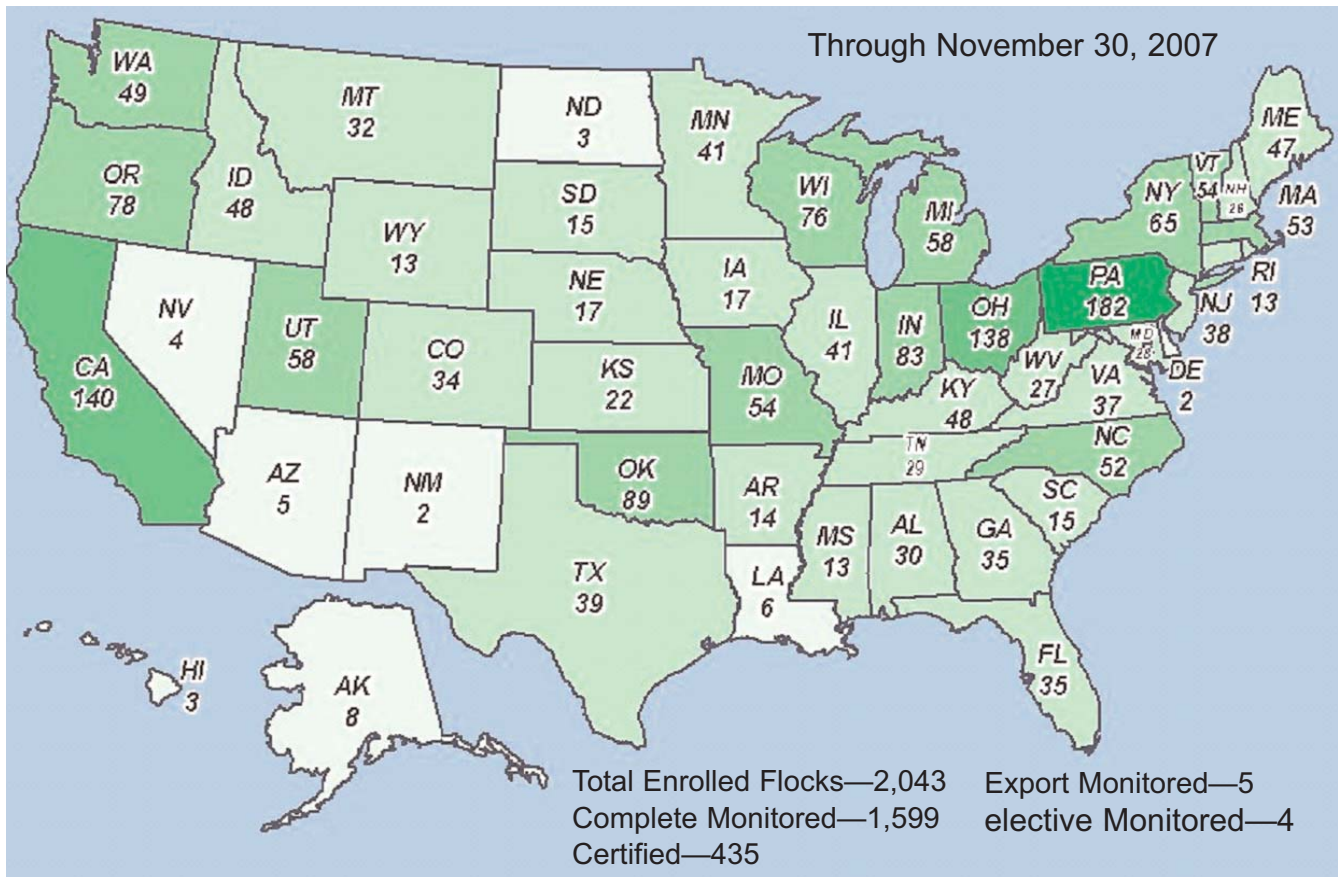 Through November 30, 2007
WA
49
MT
32
ND
3
MN
41
ME
47
VT
54
NH
28
MA
53
OR
78
ID
48
SD
15
WI
76
MI
58
NY
65
WY
13
RI
13
NE
17
IA
17
PA
182
NJ
38
NV
4
UT
58
CO
34
IL
41
IN
83
OH
138
MD
28
DE
2
CA
140
KS
22
MO
54
KY
48
WV
27
VA
37
NC
52
TN
29
AZ
5
NM
2
OK
89
AR
14
SC
15
MS
13
AL
30
GA
35
TX
39
LA
6
FL
35
HI
3
AK
8
Total Enrolled Flocks—2,043
Complete Monitored—1,599
Certified—435
Export Monitored—5
elective Monitored—4